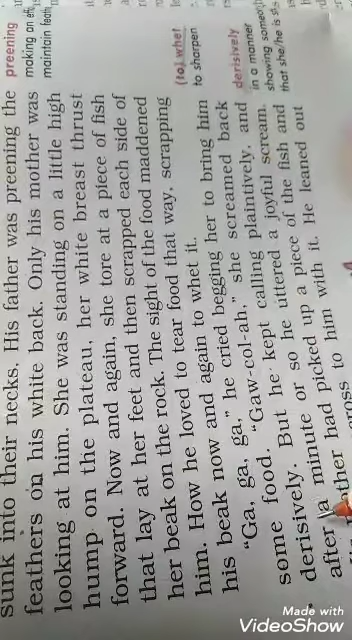 sunk into their necks. His father was preening the
feathers on his white back. Only his mother was
looking at him. She was standing on a little high
hump on the plateau, her white breast thrust
forward. Now and again, she tore at a piece of fish
that lay at her feet and then scrapped each side of
her beak on the rock. The sight of the food maddened
him. How he loved to tear food that way, scrapping
his beak now and again to whet it.
"Ga, ga, ga," he cried begging her to bring him
some food. "Gaw-col-ah," she screamed back
derisively. But he kept calling plaintively, and
after a minute or so he uttered a joyful scream.
had picked up a piece of the fish and
to him with it. He leaned out
preening
making an
maintain
(to) whet
to sharpen
derisively
in a manner
showing
that she/he is
Made with
VideoShow